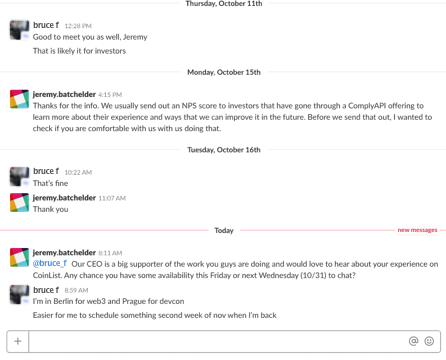 Thursday, October 11th
bruce f 12:28 PM
Good to meet you as well, Jeremy
That is likely it for investors
Monday, October 15th
jeremy.batchelder 4:15 PM
Thanks for the info. We usually send out an NPS score to investors that have gone through a ComplyAPI offering to
learn more about their experience and ways that we can improve it in the future. Before we send that out, I wanted to
check if you are comfortable with us with us doing that.
Tuesday, October 16th
bruce f 10:22 AM
That's fine
jeremy.batchelder 11:07 AM
Thank you
Today new messages
jeremy.batchelder 8:11 AM
@bruce_f Our CEO is a big supporter of the work you guys are doing and would love to hear about your experience on
CoinList. Any chance you have some availability this Friday or next Wednesday (10/31) to chat?
bruce f 8:59 AM
I'm in Berlin for web3 and Prague for devcon
Easier for me to schedule something second week of nov when I'm back